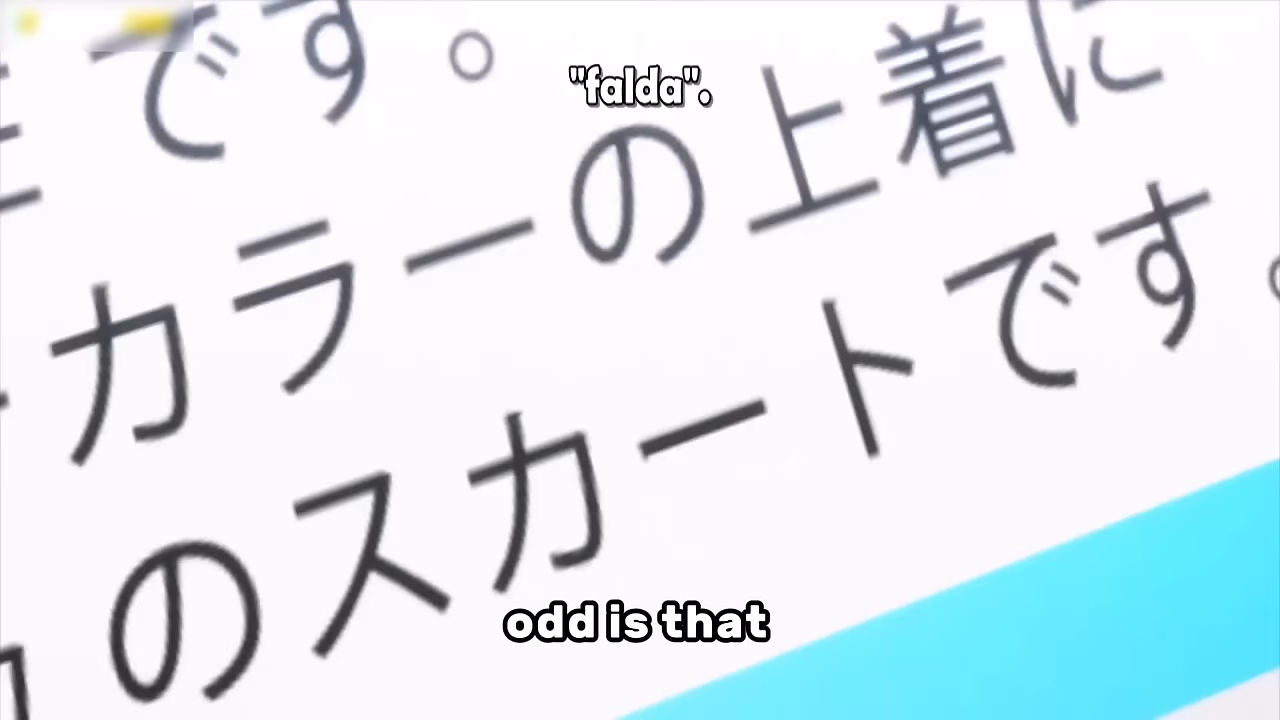 です。
"falda".
カラーの上着に
のスカートです。
odd is that